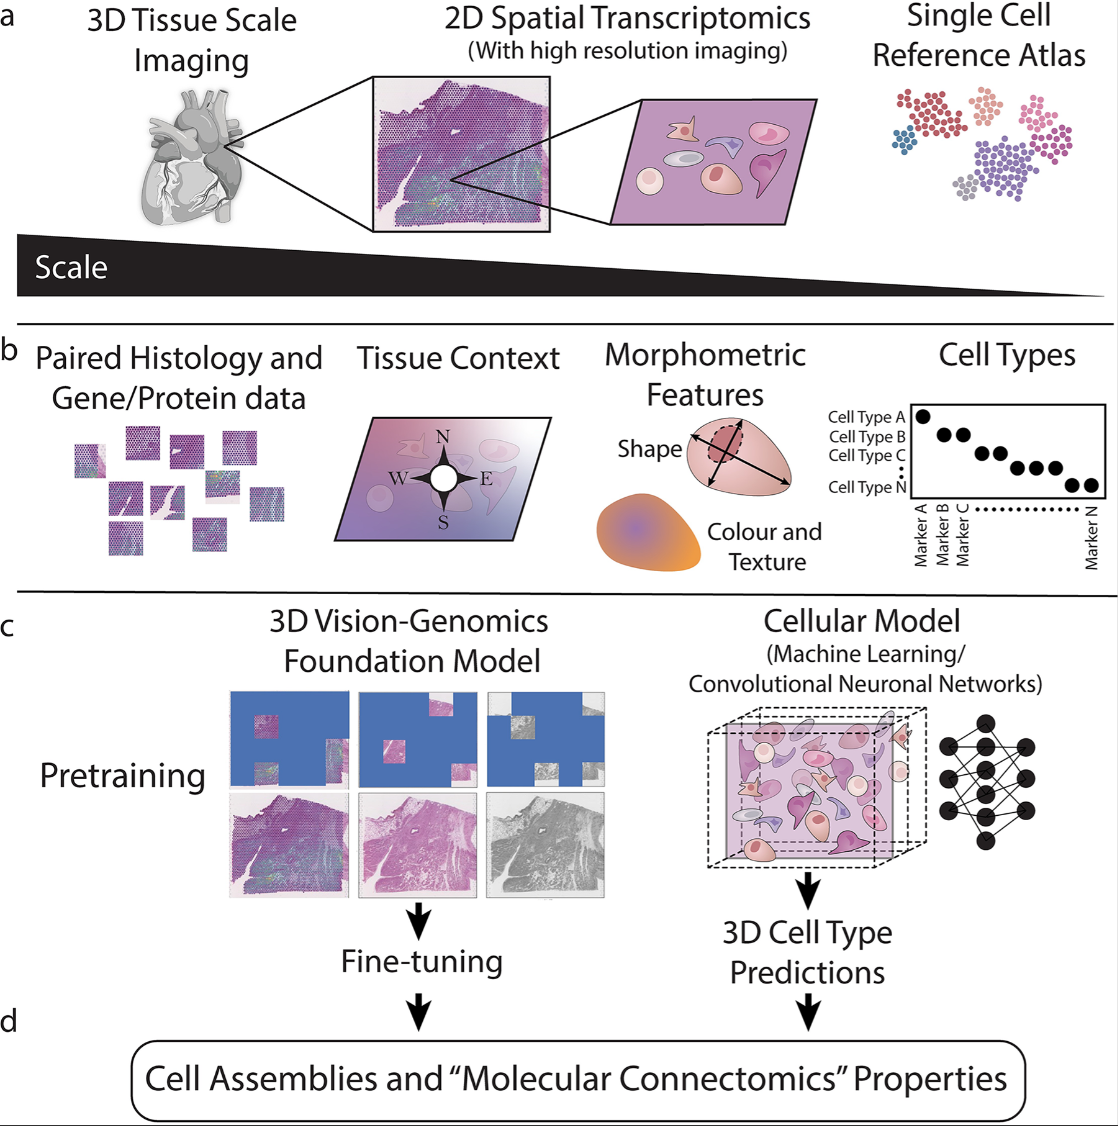 a
3D Tissue Scale
Imaging
2D Spatial Transcriptomics
(With high resolution imaging)
Single Cell
Reference Atlas
Scale
b
Paired Histology and
Gene/Protein data
Tissue Context
N
W
E
S
Morphometric
Features
Shape
Colour and
Texture
Cell Types
Cell Type A
Cell Type B
Cell Type C
Cell Type N
Marker A
Marker B
Marker C
Marker N
c
3D Vision-Genomics
Foundation Model
Pretraining
Fine-tuning
Cellular Model
(Machine Learning/
Convolutional Neuronal Networks)
3D Cell Type
Predictions
d
Cell Assemblies and “Molecular Connectomics” Properties